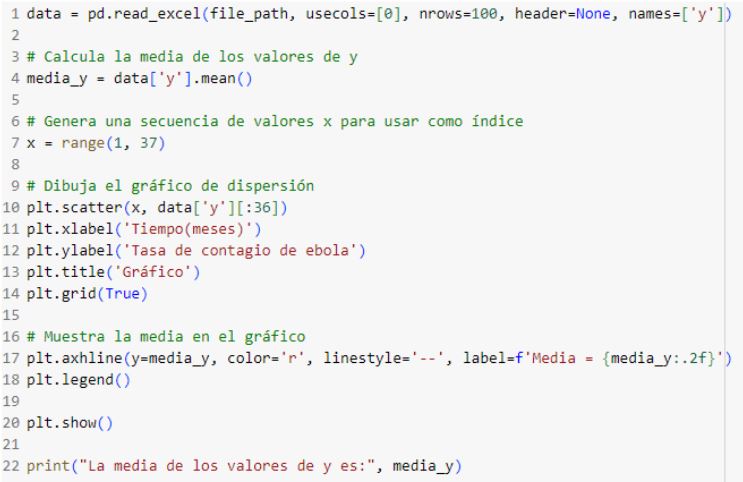 1 data = pd.read_excel(file_path, usecols=[0], nrows=100, header=None, names=['y'])
2
3 # Calcula la media de los valores de y
4 media_y = data['y'].mean()
5
6 # Genera una secuencia de valores x para usar como índice
7 x = range(1, 37)
8
9 # Dibuja el gráfico de dispersión
10 plt.scatter(x, data['y'][:36])
11 plt.xlabel('Tiempo(meses)')
12 plt.ylabel('Tasa de contagio de ebola')
13 plt.title('Gráfico')
14 plt.grid(True)
15
16 # Muestra la media en el gráfico
17 plt.axhline(y=media_y, color='r', linestyle='--', label=f'Media = {media_y:.2f}')
18 plt.legend()
19
20 plt.show()
21
22 print("La media de los valores de y es:", media_y)